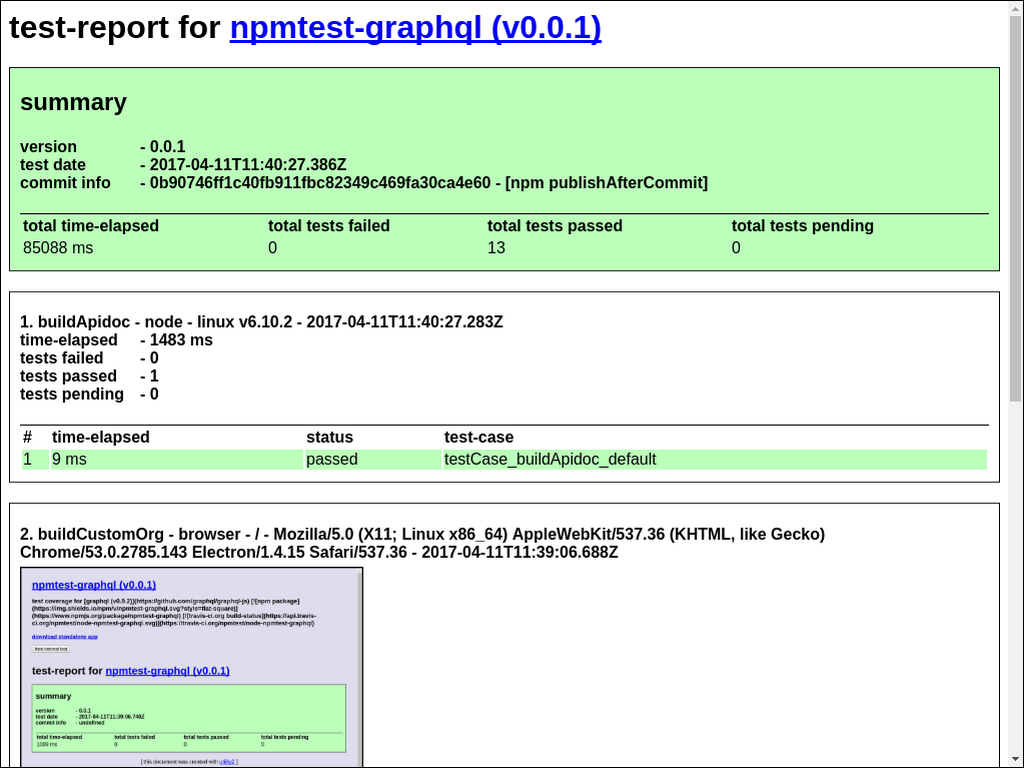 test-report for npmtest-graphql (v0.0.1)
summary
version - 0.0.1
test date - 2017-04-11T11:40:27.386Z
commit info - 0b90746ff1c40fb911fbc82349c469fa30ca4e60 - [npm publishAfterCommit]
total time-elapsed total tests failed total tests passed total tests pending
85088 ms 0 13 0
1. buildApidoc - node - linux v6.10.2 - 2017-04-11T11:40:27.283Z
time-elapsed - 1483 ms
tests failed - 0
tests passed - 1
tests pending - 0
# time-elapsed status test-case
1 9 ms passed testCase_buildApidoc_default
2. buildCustomOrg - browser - / - Mozilla/5.0 (X11; Linux x86_64) AppleWebKit/537.36 (KHTML, like Gecko)
Chrome/53.0.2785.143 Electron/1.4.15 Safari/537.36 - 2017-04-11T11:39:06.688Z
npmtest-graphql (v0.0.1)
test coverage for [graphql (v0.9.2)](https://github.com/graphql/graphql-js) [![npm package]
(https://img.shields.io/npm/v/npmtest-graphql.svg?style=flat-square)]
(https://www.npmjs.org/package/npmtest-graphql) [![travis-ci.org build-status](https://api.travis-
ci.org/npmtest/node-npmtest-graphql.svg)](https://travis-ci.org/npmtest/node-npmtest-graphql)
download standalone app
hide internal test
test-report for npmtest-graphql (v0.0.1)
summary
version - 0.0.1
test date - 2017-04-11T11:39:06.740Z
commit info - undefined
total time-elapsed total tests failed total tests passed total tests pending
1009 ms 0 0 0
[ this document was created with utility2 ]